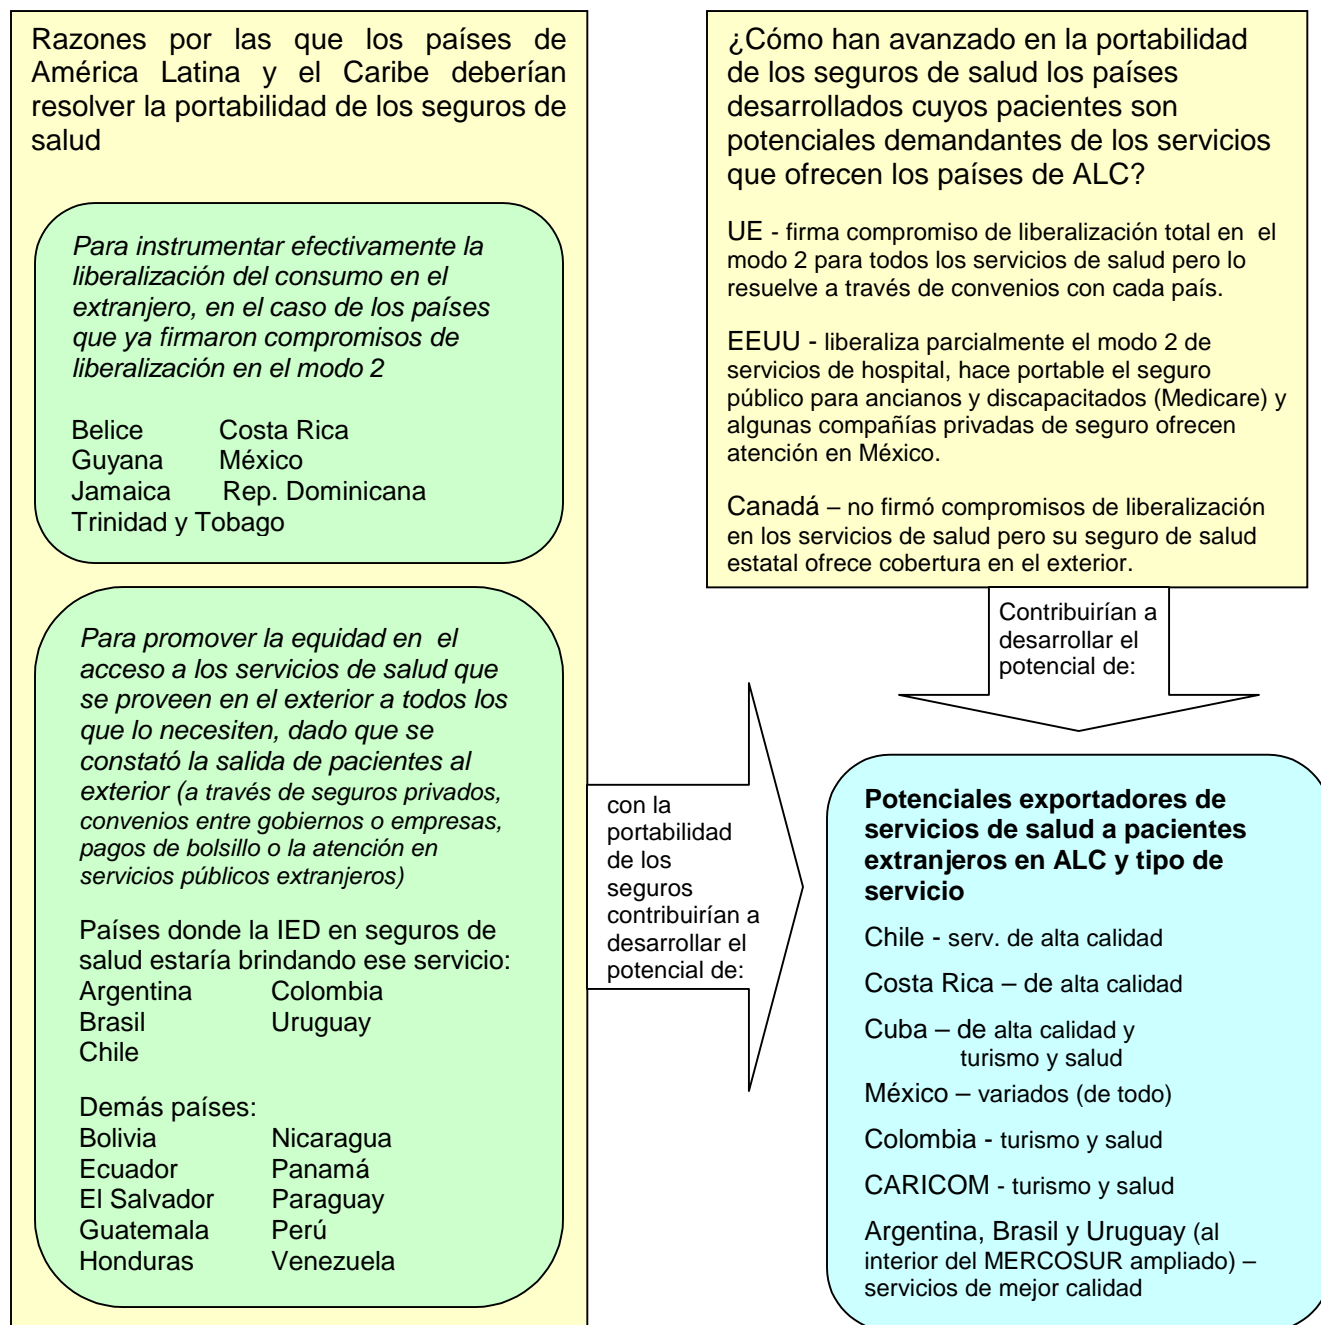 Razones por las que los países de
América Latina y el Caribe deberían
resolver la portabilidad de los seguros de
salud
Para instrumentar efectivamente la
liberalización del consumo en el
extranjero, en el caso de los países
que ya firmaron compromisos de
liberalización en el modo 2
Belice Costa Rica
Guyana México
Jamaica Rep. Dominicana
Trinidad y Tobago
Para promover la equidad en el
acceso a los servicios de salud que
se proveen en el exterior a todos los
que lo necesiten, dado que se
constató la salida de pacientes al
exterior (a través de seguros privados,
convenios entre gobiernos o empresas,
pagos de bolsillo o la atención en
servicios públicos extranjeros)
Países donde la IED en seguros de
salud estaría brindando ese servicio:
Argentina Colombia
Brasil Uruguay
Chile
Demás países:
Bolivia Nicaragua
Ecuador Panamá
El Salvador Paraguay
Guatemala Perú
Honduras Venezuela
con la
portabilidad
de los
seguros
contribuirían a
desarrollar el
potencial de:
¿Cómo han avanzado en la portabilidad
de los seguros de salud los países
desarrollados cuyos pacientes son
potenciales demandantes de los servicios
que ofrecen los países de ALC?
UE - firma compromiso de liberalización total en el
modo 2 para todos los servicios de salud pero lo
resuelve a través de convenios con cada país.
EEUU - liberaliza parcialmente el modo 2 de
servicios de hospital, hace portable el seguro
público para ancianos y discapacitados (Medicare) y
algunas compañías privadas de seguro ofrecen
atención en México.
Canadá – no firmó compromisos de liberalización
en los servicios de salud pero su seguro de salud
estatal ofrece cobertura en el exterior.
Contribuirían a
desarrollar el
potencial de:
Potenciales exportadores de
servicios de salud a pacientes
extranjeros en ALC y tipo de
servicio
Chile - serv. de alta calidad
Costa Rica – de alta calidad
Cuba – de alta calidad y
turismo y salud
México – variados (de todo)
Colombia - turismo y salud
CARICOM - turismo y salud
Argentina, Brasil y Uruguay (al
interior del MERCOSUR ampliado) –
servicios de mejor calidad